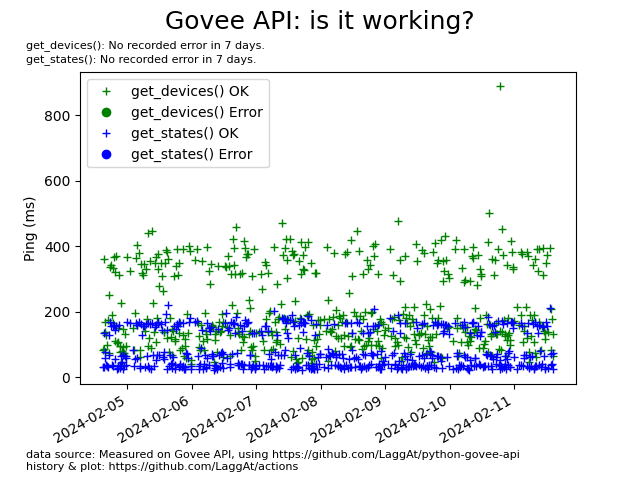 Govee API: is it working?
get_devices(): No recorded error in 7 days.
get_states(): No recorded error in 7 days.
get_devices() OK
get_devices() Error
get_states() OK
get_states() Error
Ping (ms)
800
600
400
200
0
2024-02-05
2024-02-06
2024-02-07
2024-02-08
2024-02-09
2024-02-10
2024-02-11
data source: Measured on Govee API, using https://github.com/LaggAt/python-govee-api
history & plot: https://github.com/LaggAt/actions